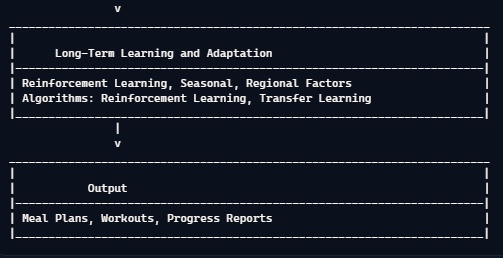 v
Long-Term Learning and Adaptation
Reinforcement Learning, Seasonal, Regional Factors
Algorithms: Reinforcement Learning, Transfer Learning
v
Output
Meal Plans, Workouts, Progress Reports